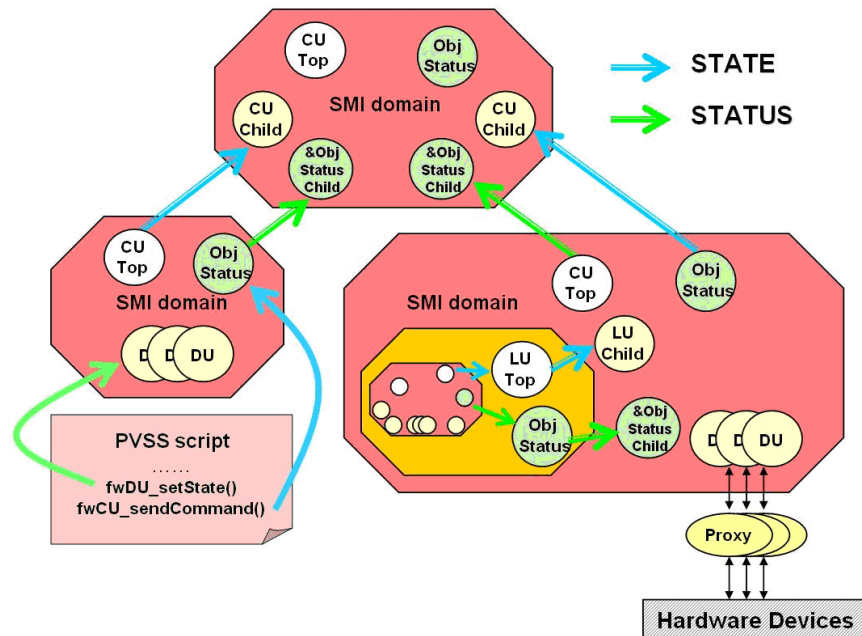 CU
Top
Obj
Status
STATE
SMI domain
CU
Child
CU
Child
STATUS
&Obj
Status
Child
&Obj
Status
Child
CU
Top
Obj
Status
SMI domain
D
D
DU
CU
Top
Obj
Status
SMI domain
LU
Top
LU
Child
Obj
Status
&Obj
Status
Child
D
D
DU
PVSS script
......
fwDU_setState()
fwCU_sendCommand()
Proxy
Hardware Devices